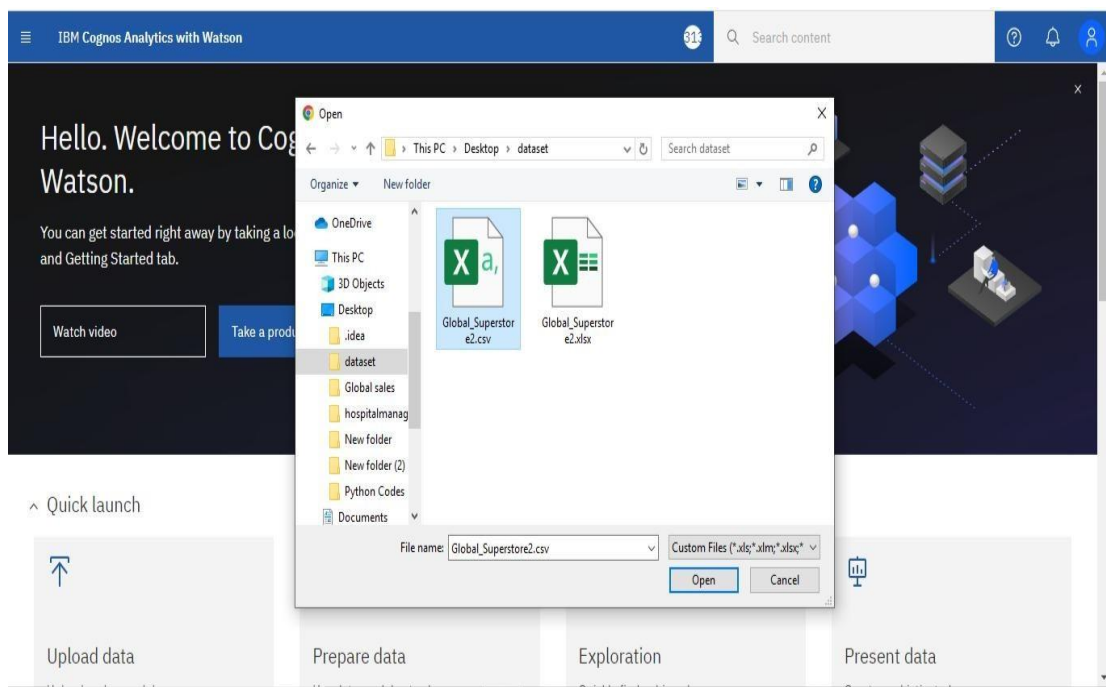 IBM Cognos Analytics with Watson
Search content
Hello. Welcome to Cog
Watson.
You can get started right away by taking a lo
and Getting Started tab.
Watch video
Take a produ
x
Open
X
This PC > Desktop > dataset
Search dataset
Organize
New folder
OneDrive
This PC
3D Objects
Desktop
.idea
dataset
Global sales
hospitalmanag
New folder
New folder (2)
Python Codes
Documents
X a,
Global_Superstor
e2.csv
X
Global_Superstor
e2.xlsx
File name: Global_Superstore2.csv
Custom Files (*.xls;*.xlm;*.xlsx;*
Open
Cancel
Quick launch
Upload data
Prepare data
Exploration
Present data